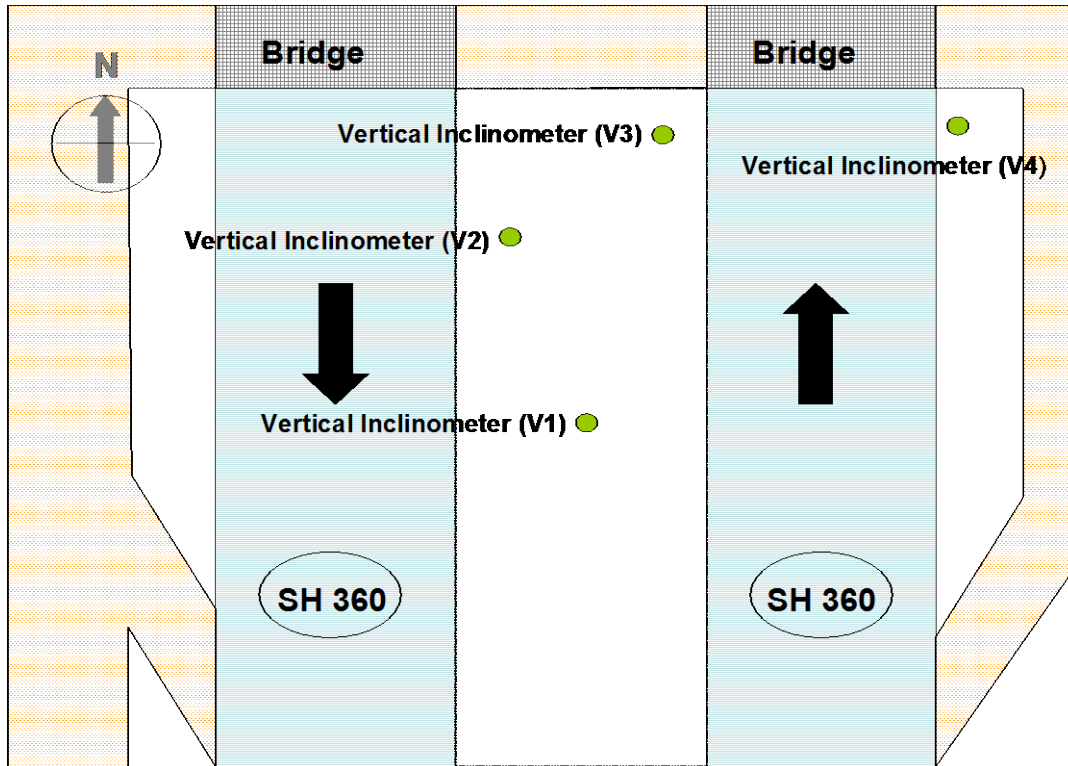 Bridge
Bridge
N
Vertical Inclinometer (V3)
Vertical Inclinometer (V4)
Vertical Inclinometer (V2)
Vertical Inclinometer (V1)
SH 360
SH 360